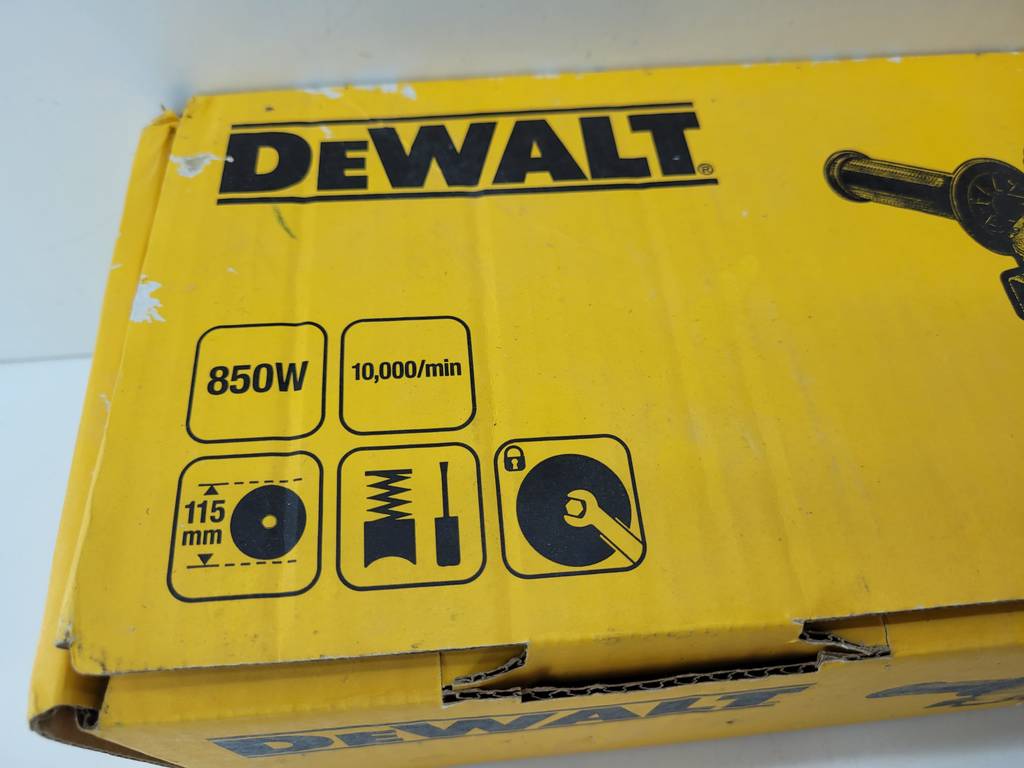 DEWALT®
850W
10,000/min
115
mm
DEWALT